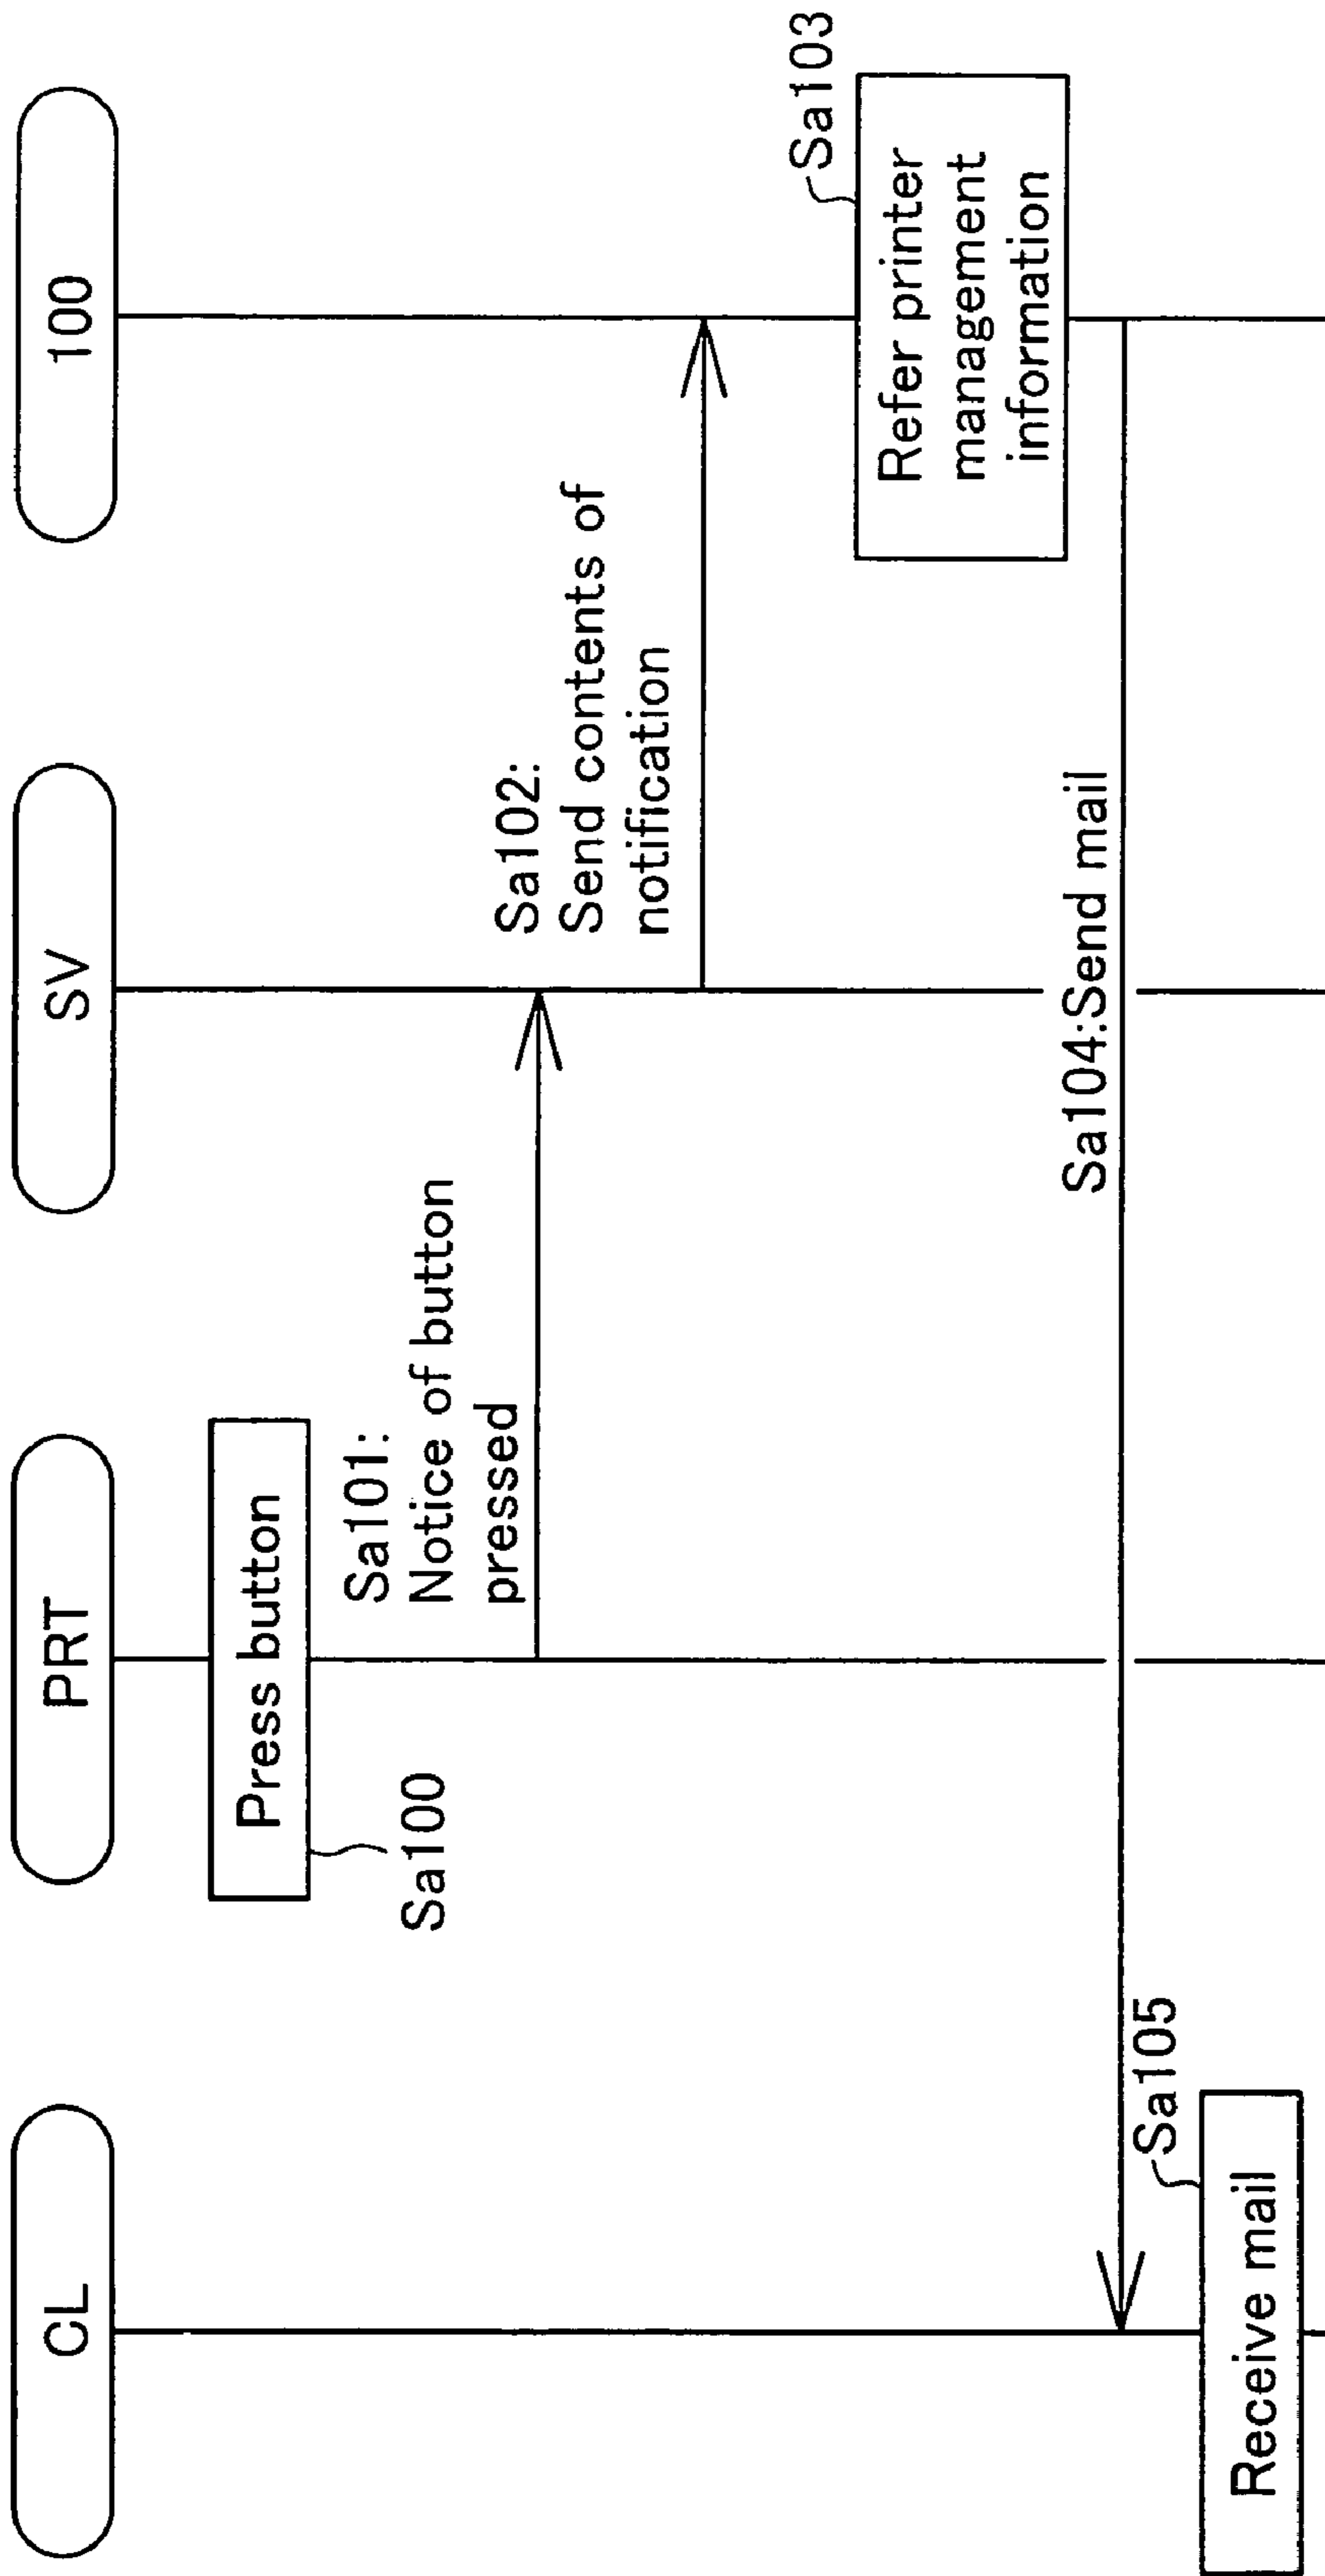 CL
PRT
SV
100
Press button
Sa100
Sa101:
Notice of button
pressed
Sa102:
Send contents of
notification
Sa103
Refer printer
management
information
Sa104:Send mail
Sa105
Receive mail